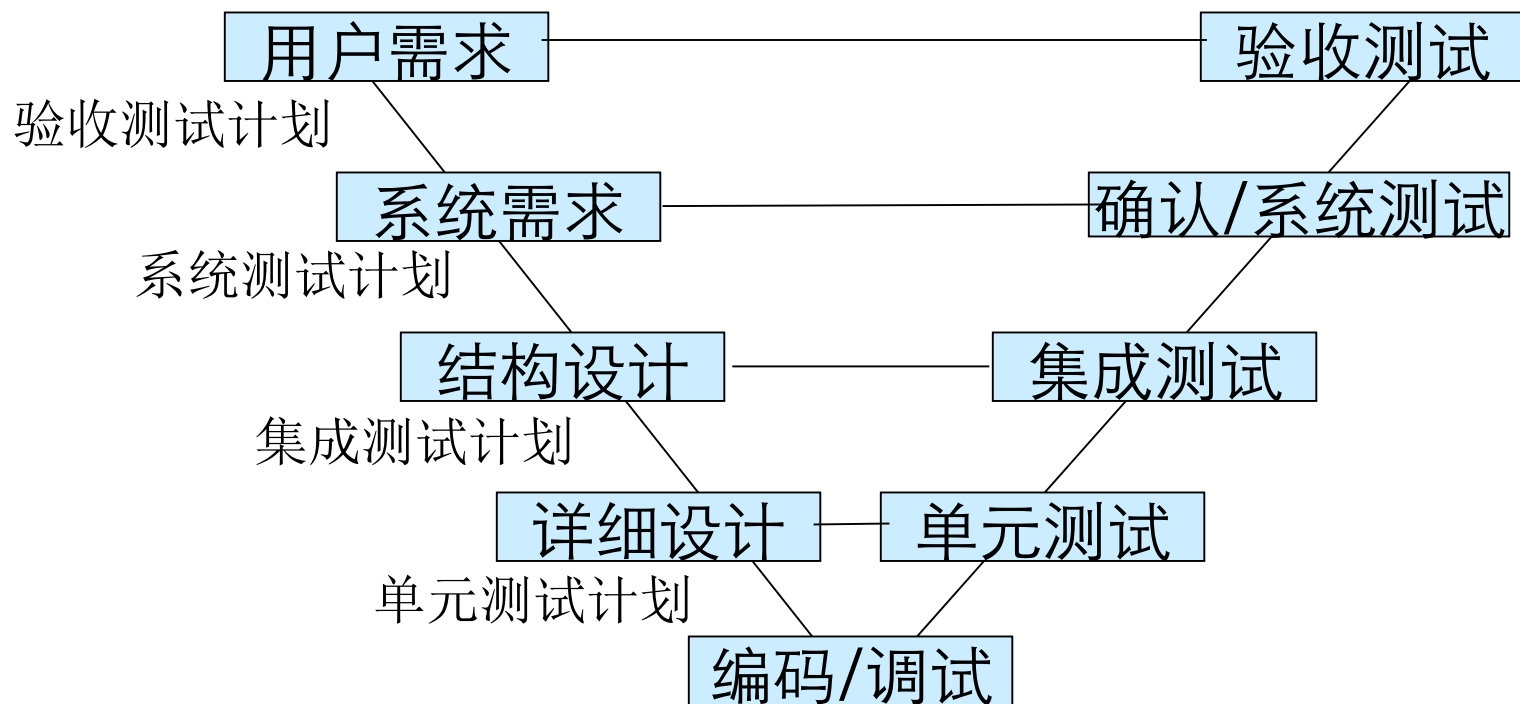 用户需求
验收测试
验收测试计划
系统需求
确认/系统测试
系统测试计划
结构设计
集成测试
集成测试计划
详细设计
单元测试
单元测试计划
编码/调试